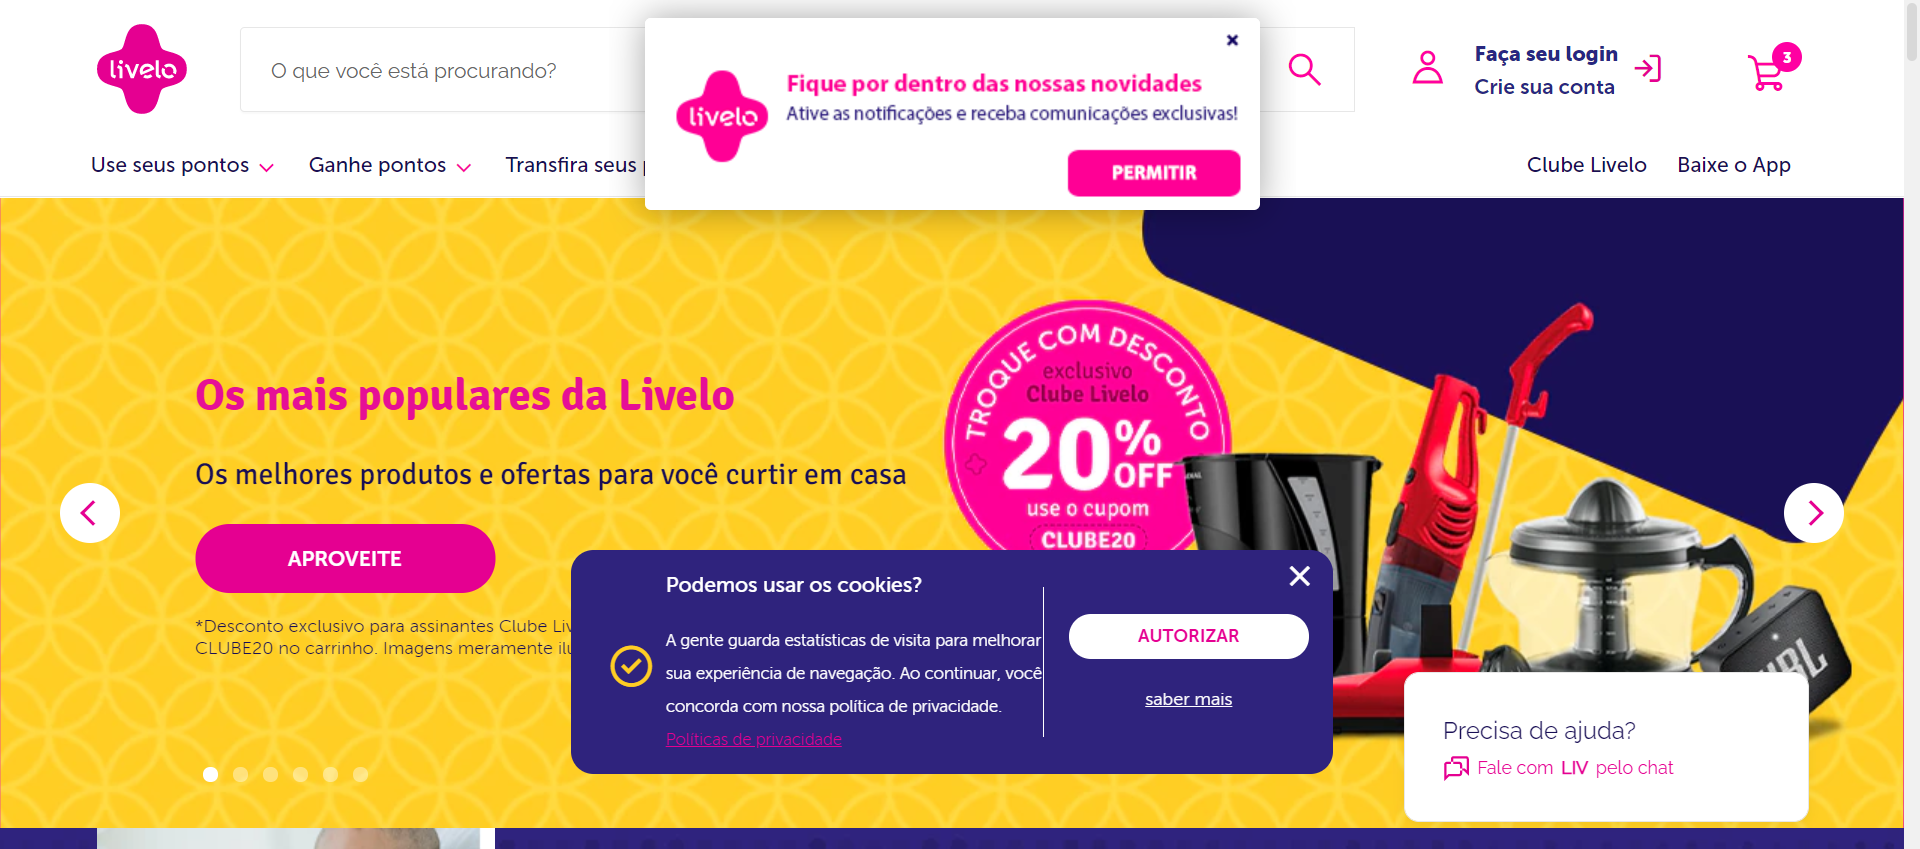 livelo
O que você está procurando?
Fique por dentro das nossas novidades
Ative as notificações e receba comunicações exclusivas!
livelo
PERMITIR
Faça seu login
Crie sua conta
3
Use seus pontos
Ganhe pontos
Transfira seus
Clube Livelo
Baixe o App
TROQUE COM DESCONTO
exclusivo
Clube Livelo
20% OFF
use o cupom
CLUBE20
Os mais populares da Livelo
Os melhores produtos e ofertas para você curtir em casa
APROVEITE
*Desconto exclusivo para assinantes Clube
CLUBE20 no carrinho. Imagens meramente
Podemos usar os cookies?
A gente guarda estatísticas de visita para melhorar
sua experiência de navegação. Ao continuar, você
concorda com nossa política de privacidade.
Políticas de privacidade
AUTORIZAR
saber mais
JBL
Precisa de ajuda?
Fale com LIV pelo chat